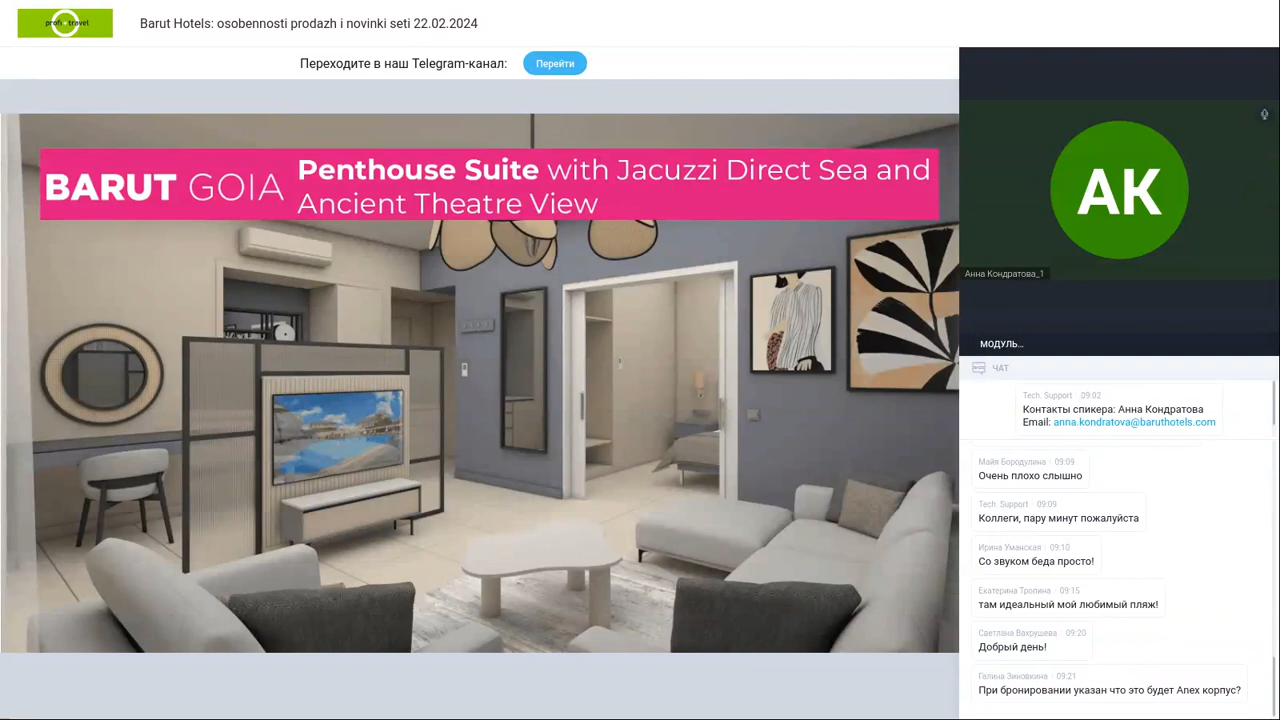 profi travel
Barut Hotels: osobennosti prodazh i novinki seti 22.02.2024
Переходите в наш Telegram-канал:
Перейти
BARUT GOIA
Penthouse Suite with Jacuzzi Direct Sea and
Ancient Theatre View
АК
Анна Кондратова_1
МОДУЛЬ...
ЧАТ
Tech. Support 09:02
Контакты спикера: Анна Кондратова
Email: anna.kondratova@baruthotels.com
Майя Бородулина 09:09
Очень плохо слышно
Tech. Support 09:09
Коллеги, пару минут пожалуйста
Ирина Уманская 09:10
Со звуком беда просто!
Екатерина Тропина 09:15
там идеальный мой любимый пляж!
Светлана Вахрушева 09:20
Добрый день!
Галина Зиновкина 09:21
При бронировании указан что это будет Anex корпус?